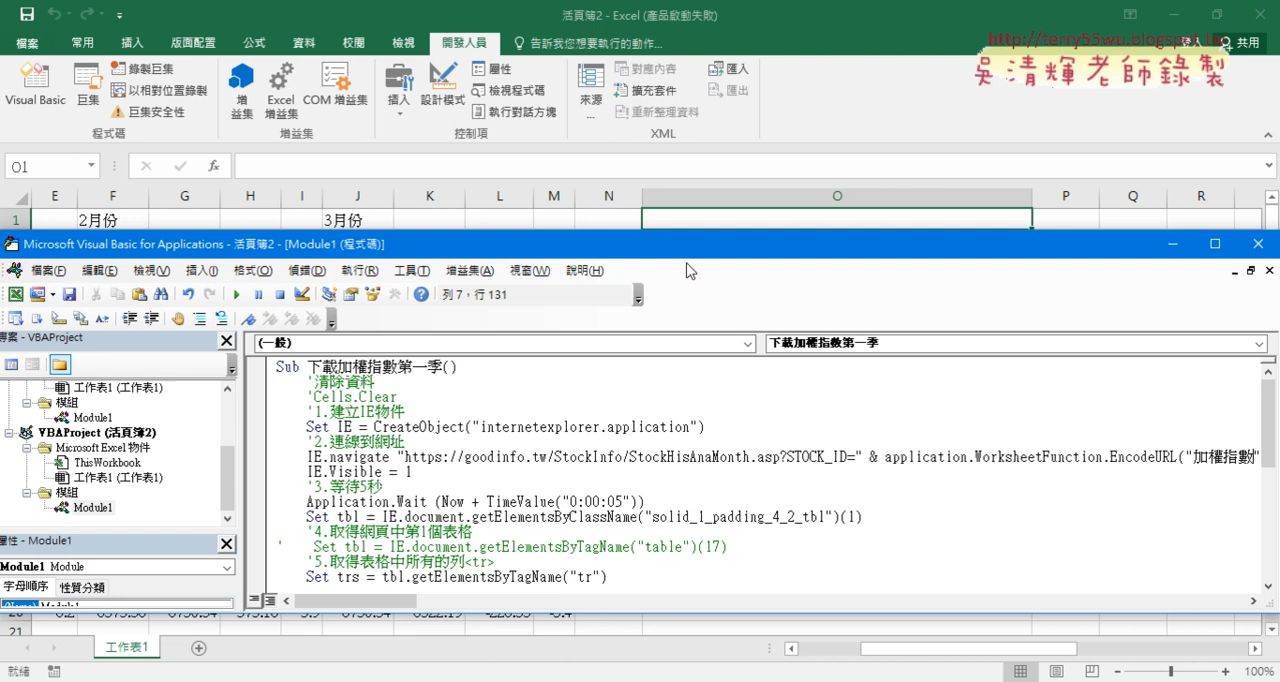 活頁簿2 - Excel (產品啟動失敗)
檔案 常用 插入 版面配置 公式 資料 校閱 檢視 開發人員 告訴我您想要執行的動作... 登入 共用
http://terry55wu.blogspot.tw
吳清輝老師錄製
Visual Basic 巨集 錄製巨集 以相對位置錄製 巨集安全性 程式碼
增益集 Excel 增益集 COM 增益集 增益集
插入 設計模式 屬性 檢視程式碼 執行對話方塊 控制項
來源 ... 對應內容 擴充套件 重新整理資料 匯入 匯出 XML
O1 fx
E F G H I J K L M N O P Q R
1 2月份 3月份
Microsoft Visual Basic for Applications - 活頁簿2 - [Module1 (程式碼)]
檔案(F) 編輯(E) 檢視(V) 插入(I) 格式(O) 偵錯(D) 執行(R) 工具(T) 增益集(A) 視窗(W) 說明(H)
列 7，行 131
專案 - VBAProject
工作表1 (工作表1)
模組
Module1
VBAProject (活頁簿2)
Microsoft Excel 物件
ThisWorkbook
工作表1 (工作表1)
模組
Module1
屬性 - Module1
Module1 Module
字母順序 性質分類
(Name) Module1
(一般) 下載加權指數第一季
Sub 下載加權指數第一季()
'清除資料
'Cells.Clear
'1.建立IE物件
Set IE = CreateObject("internetexplorer.application")
'2.連線到網址
IE.navigate "https://goodinfo.tw/StockInfo/StockHisAnaMonth.asp?STOCK_ID=" & application.WorksheetFunction.EncodeURL("加權指數"
IE.Visible = 1
'3.等待5秒
Application.Wait (Now + TimeValue("0:00:05"))
Set tbl = IE.document.getElementsByClassName("solid_1_padding_4_2_tbl")(1)
'4.取得網頁中第1個表格
' Set tbl = IE.document.getElementsByTagName("table")(17)
'5.取得表格中所有的列<tr>
Set trs = tbl.getElementsByTagName("tr")
21
工作表1
就緒 100%